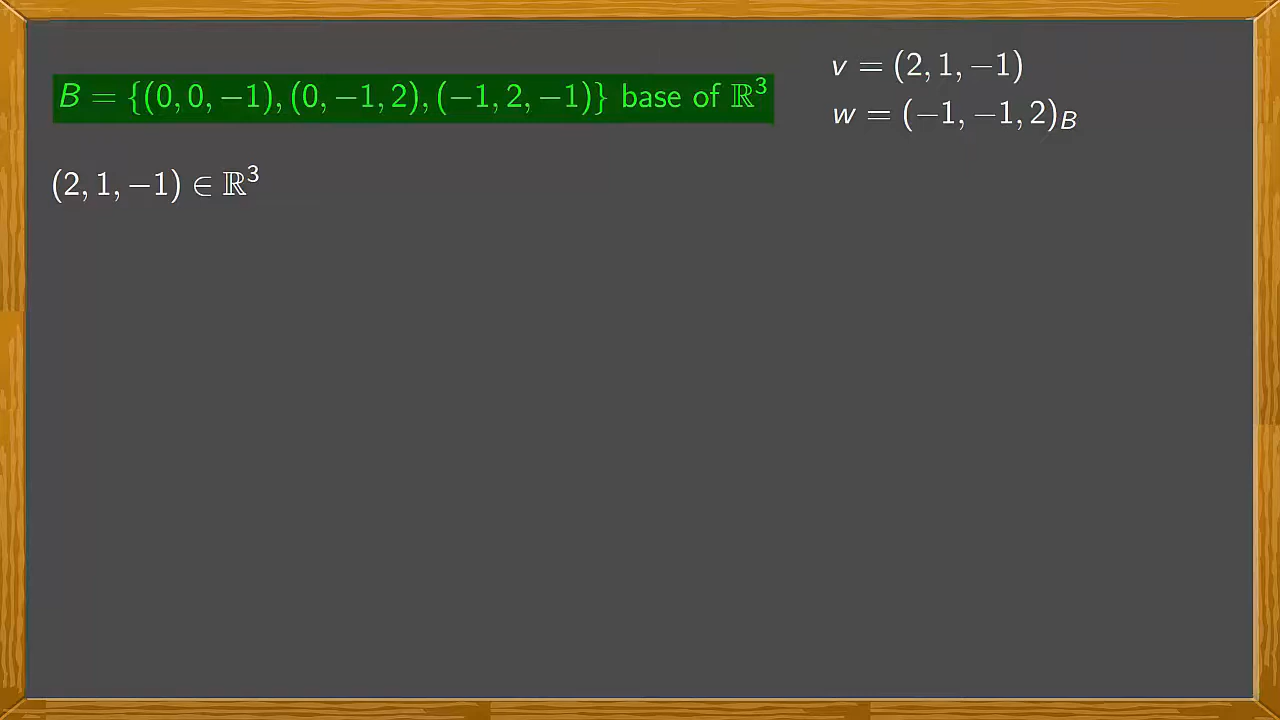 B = {(0, 0, −1), (0, −1, 2), (−1, 2, −1)} base of ℝ³
v = (2, 1, −1)
w = (−1, −1, 2)_B
(2, 1, −1) ∈ ℝ³